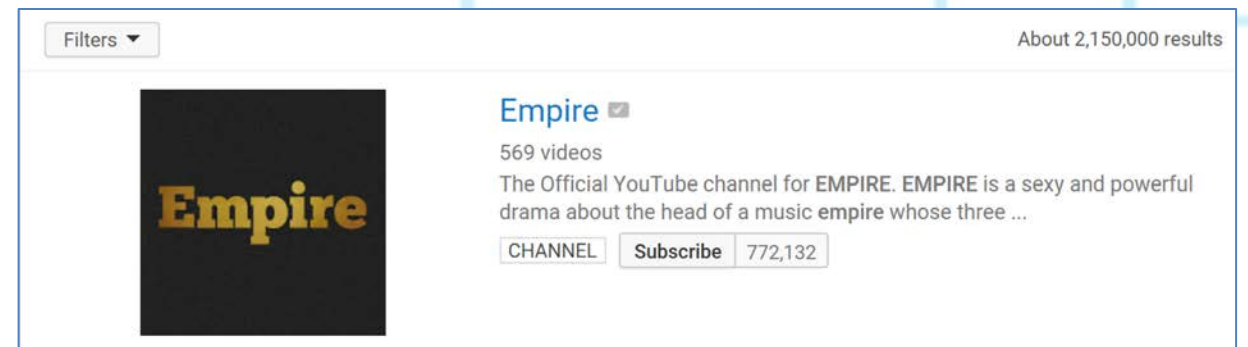 Filters
About 2,150,000 results
Empire
Empire
569 videos
The Official YouTube channel for EMPIRE. EMPIRE is a sexy and powerful
drama about the head of a music empire whose three ...
CHANNEL Subscribe 772,132